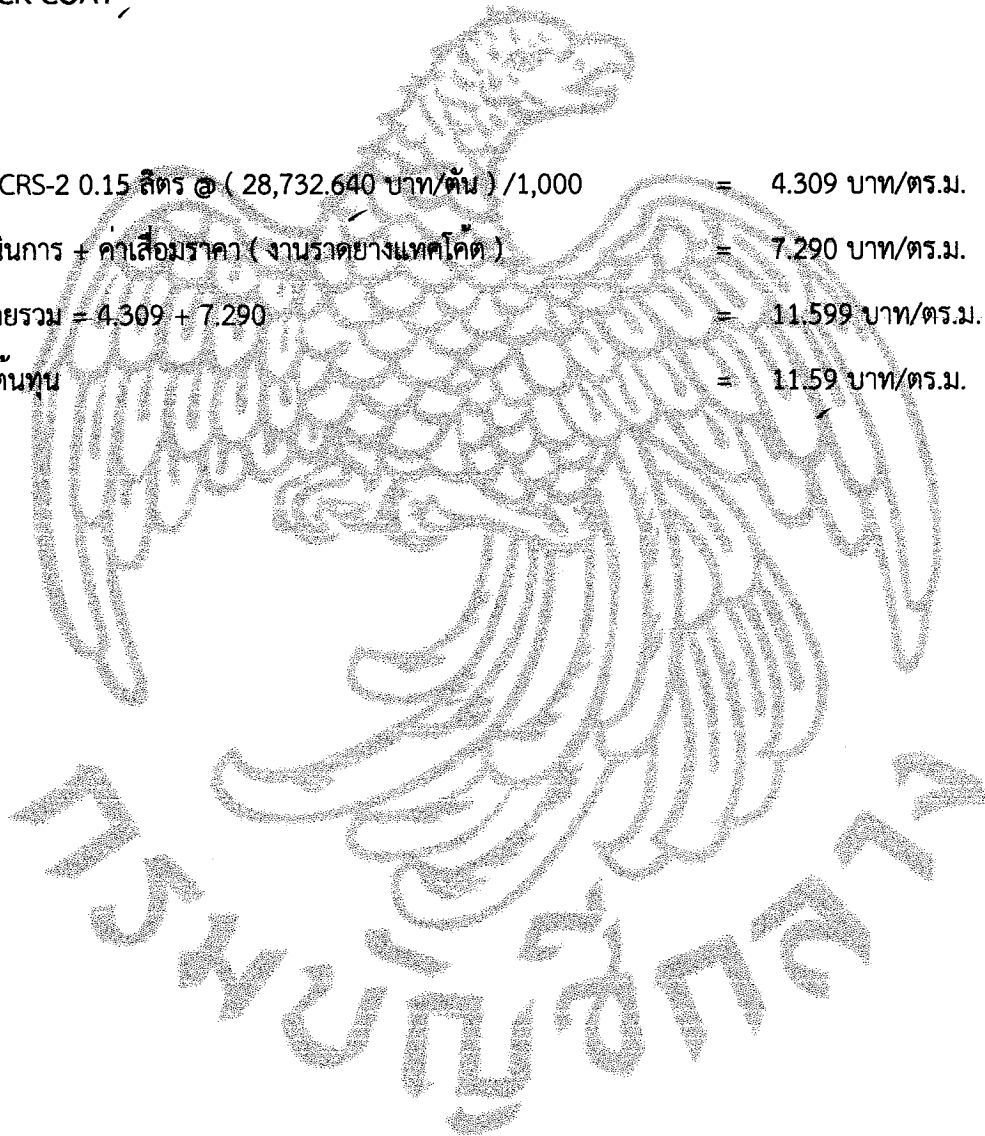 CK COAT
CRS-2 0.15 ลิตร @ ( 28,732.640 บาท/ตัน ) /1,000 = 4.309 บาท/ตร.ม.
นินการ + ค่าเสื่อมราคา ( งานราดยางแทคโค้ต ) = 7.290 บาท/ตร.ม.
ายรวม = 4.309 + 7.290 = 11.599 บาท/ตร.ม.
ต้นทุน = 11.59 บาท/ตร.ม.
กรมบัญชี